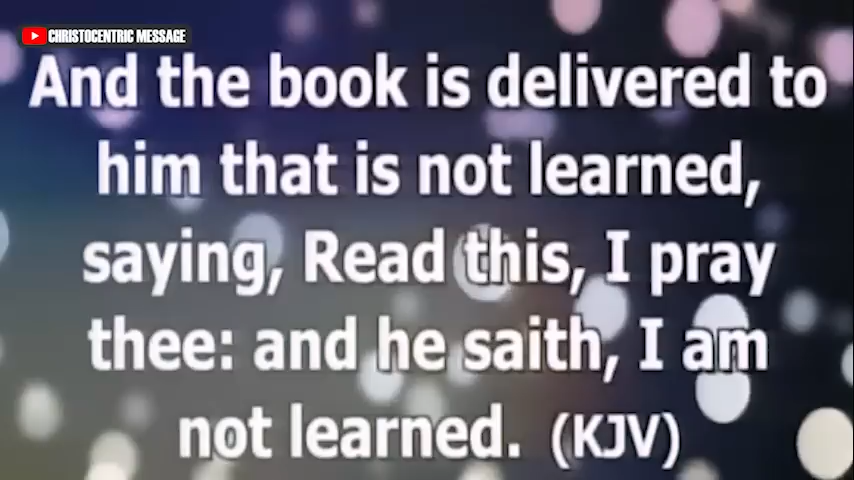 CHRISTOCENTRIC MESSAGE
And the book is delivered to
him that is not learned,
saying, Read this, I pray
thee: and he saith, I am
not learned. (KJV)